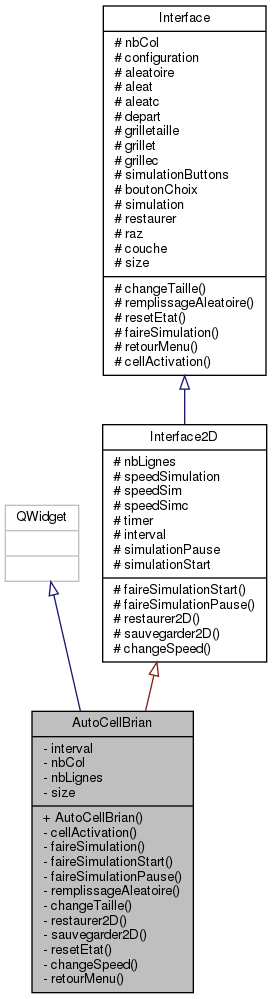 Interface
# nbCol
# configuration
# aleatoire
# aleat
# aleatc
# depart
# grilletaille
# grillet
# grillec
# simulationButtons
# boutonChoix
# simulation
# restaurer
# raz
# couche
# size
# changeTaille()
# remplissageAleatoire()
# resetEtat()
# faireSimulation()
# retourMenu()
# cellActivation()
Interface2D
# nbLignes
# speedSimulation
# speedSim
# speedSimc
# timer
# interval
# simulationPause
# simulationStart
# faireSimulationStart()
# faireSimulationPause()
# restaurer2D()
# sauvegarder2D()
# changeSpeed()
QWidget
AutoCellBrian
- interval
- nbCol
- nbLignes
- size
+ AutoCellBrian()
- cellActivation()
- faireSimulation()
- faireSimulationStart()
- faireSimulationPause()
- remplissageAleatoire()
- changeTaille()
- restaurer2D()
- sauvegarder2D()
- resetEtat()
- changeSpeed()
- retourMenu()